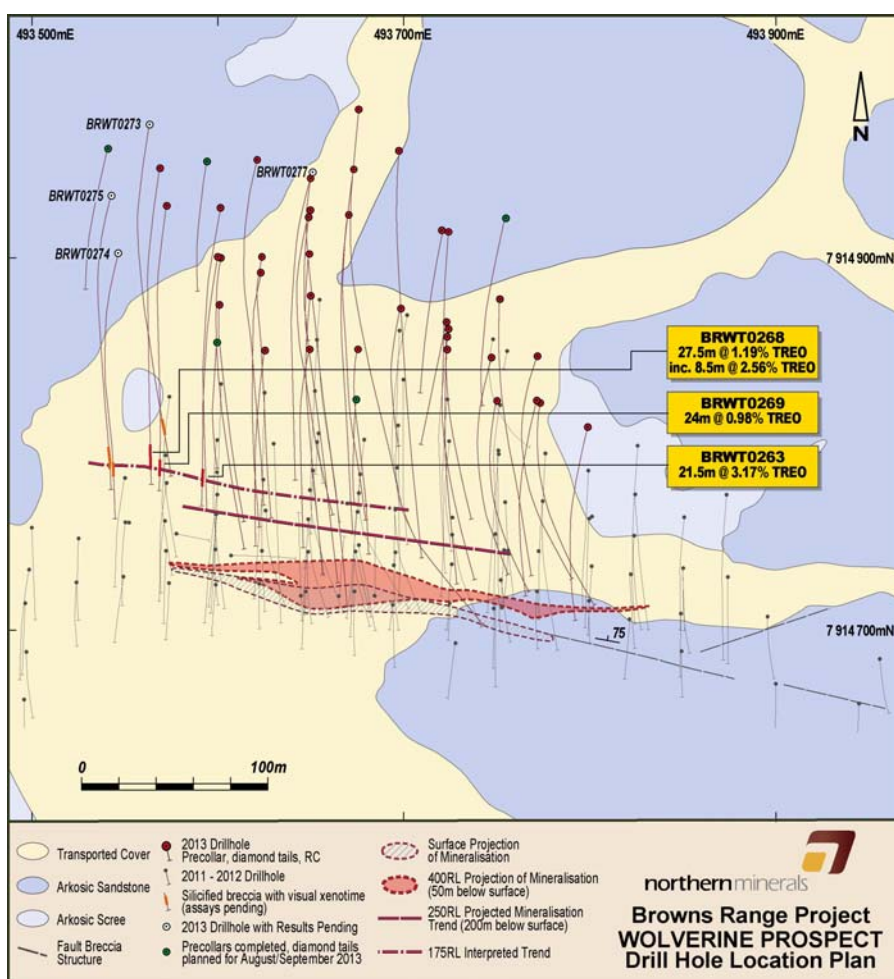 493 500mE
493 700mE
493 900mE
N
BRWT0273
BRWT0277
BRWT0275
BRWT0274
7 914 900mN
BRWT0268
27.5m @ 1.19% TREO
inc. 8.5m @ 2.56% TREO
BRWT0269
24m @ 0.98% TREO
BRWT0263
21.5m @ 3.17% TREO
75
7 914 700mN
0 100m
Transported Cover
Arkosic Sandstone
Arkosic Scree
Fault Breccia
Structure
2013 Drillhole
Precollar, diamond tails, RC
2011 - 2012 Drillhole
Silicified breccia with visual xenotime
(assays pending)
2013 Drillhole with Results Pending
Precollars completed, diamond tails
planned for August/September 2013
Surface Projection
of Mineralisation
400RL Projection of Mineralisation
(50m below surface)
250RL Projected Mineralisation
Trend (200m below surface)
175RL Interpreted Trend
northernminerals
Browns Range Project
WOLVERINE PROSPECT
Drill Hole Location Plan